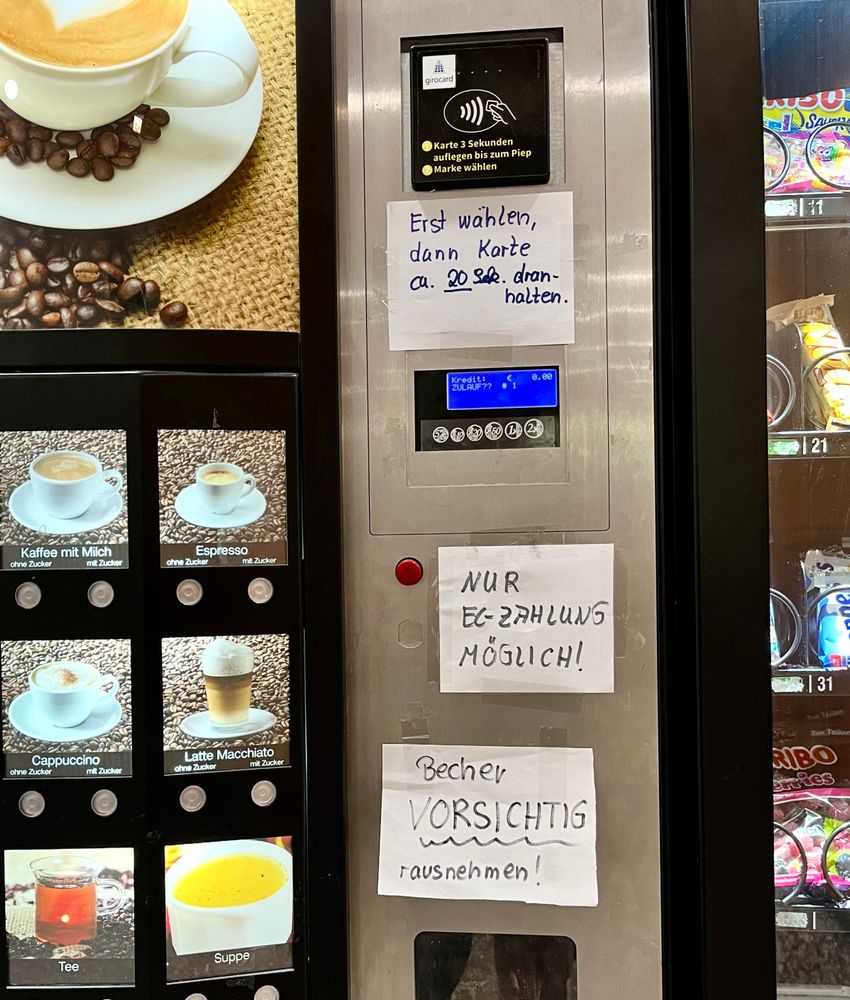 girocard
1 Karte 3 Sekunden
auflegen bis zum Piep
2 Marke wählen
Erst wählen,
dann Karte
ca. 20 Sek. dran-
halten.
Kredit: € 0.00
ZULAUF?? # 1
NUR
EC-ZAHLUNG
MÖGLICH!
Becher
VORSICHTIG
rausnehmen!
Kaffee mit Milch
ohne Zucker mit Zucker
Espresso
ohne Zucker mit Zucker
Cappuccino
ohne Zucker mit Zucker
Latte Macchiato
ohne Zucker mit Zucker
Tee
Suppe
21
31
RIBO